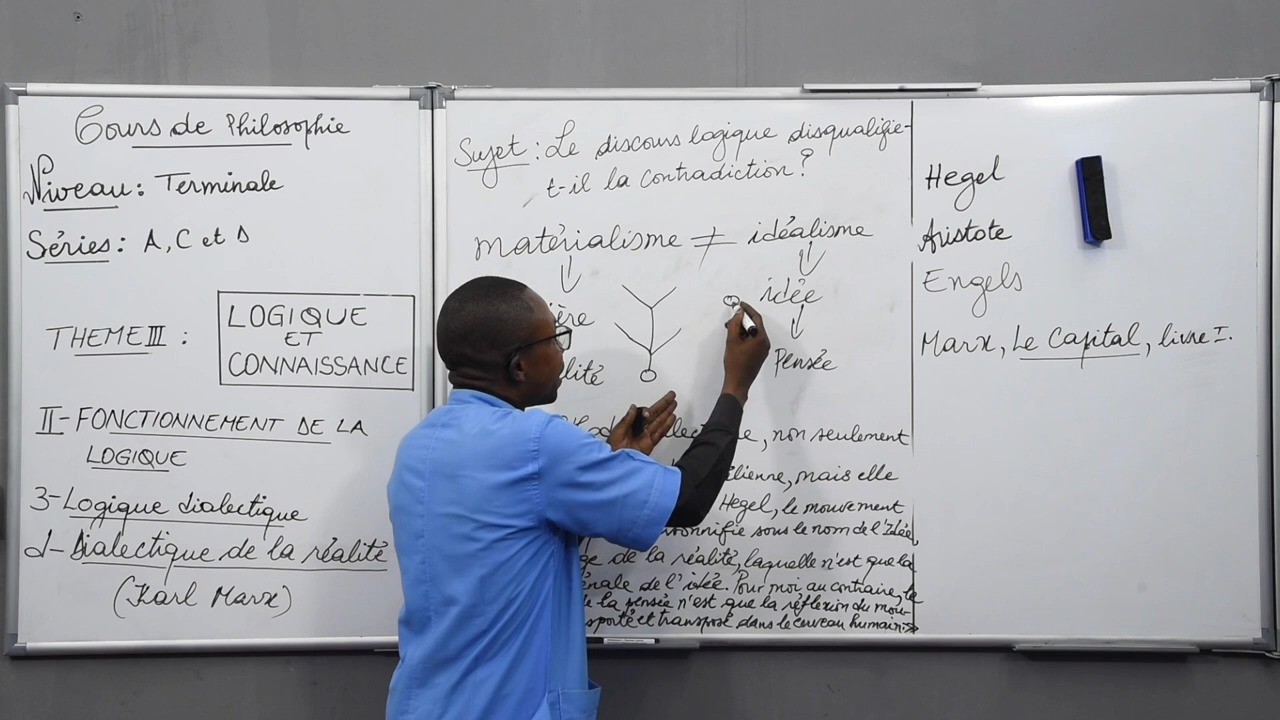 Cours de Philosophie
Niveau : Terminale
Séries : A, C et D
THEME III :
LOGIQUE
ET
CONNAISSANCE
II- FONCTIONNEMENT DE LA
LOGIQUE
3- Logique dialectique
d- Dialectique de la réalité
(Karl Marx)
Sujet : Le discours logique disqualifie-
t-il la contradiction ?
matérialisme ≠ idéalisme
idée
Pensée
, non seulement
mais elle
Hegel, le mouvement
sous le nom de l'Idée,
de la réalité, laquelle n'est que la
de l'idée. Pour moi au contraire, le
la pensée n'est que la réflexion du mou-
et transposé dans le cerveau humain. »
Hegel
Aristote
Engels
Marx, Le Capital, livre I.